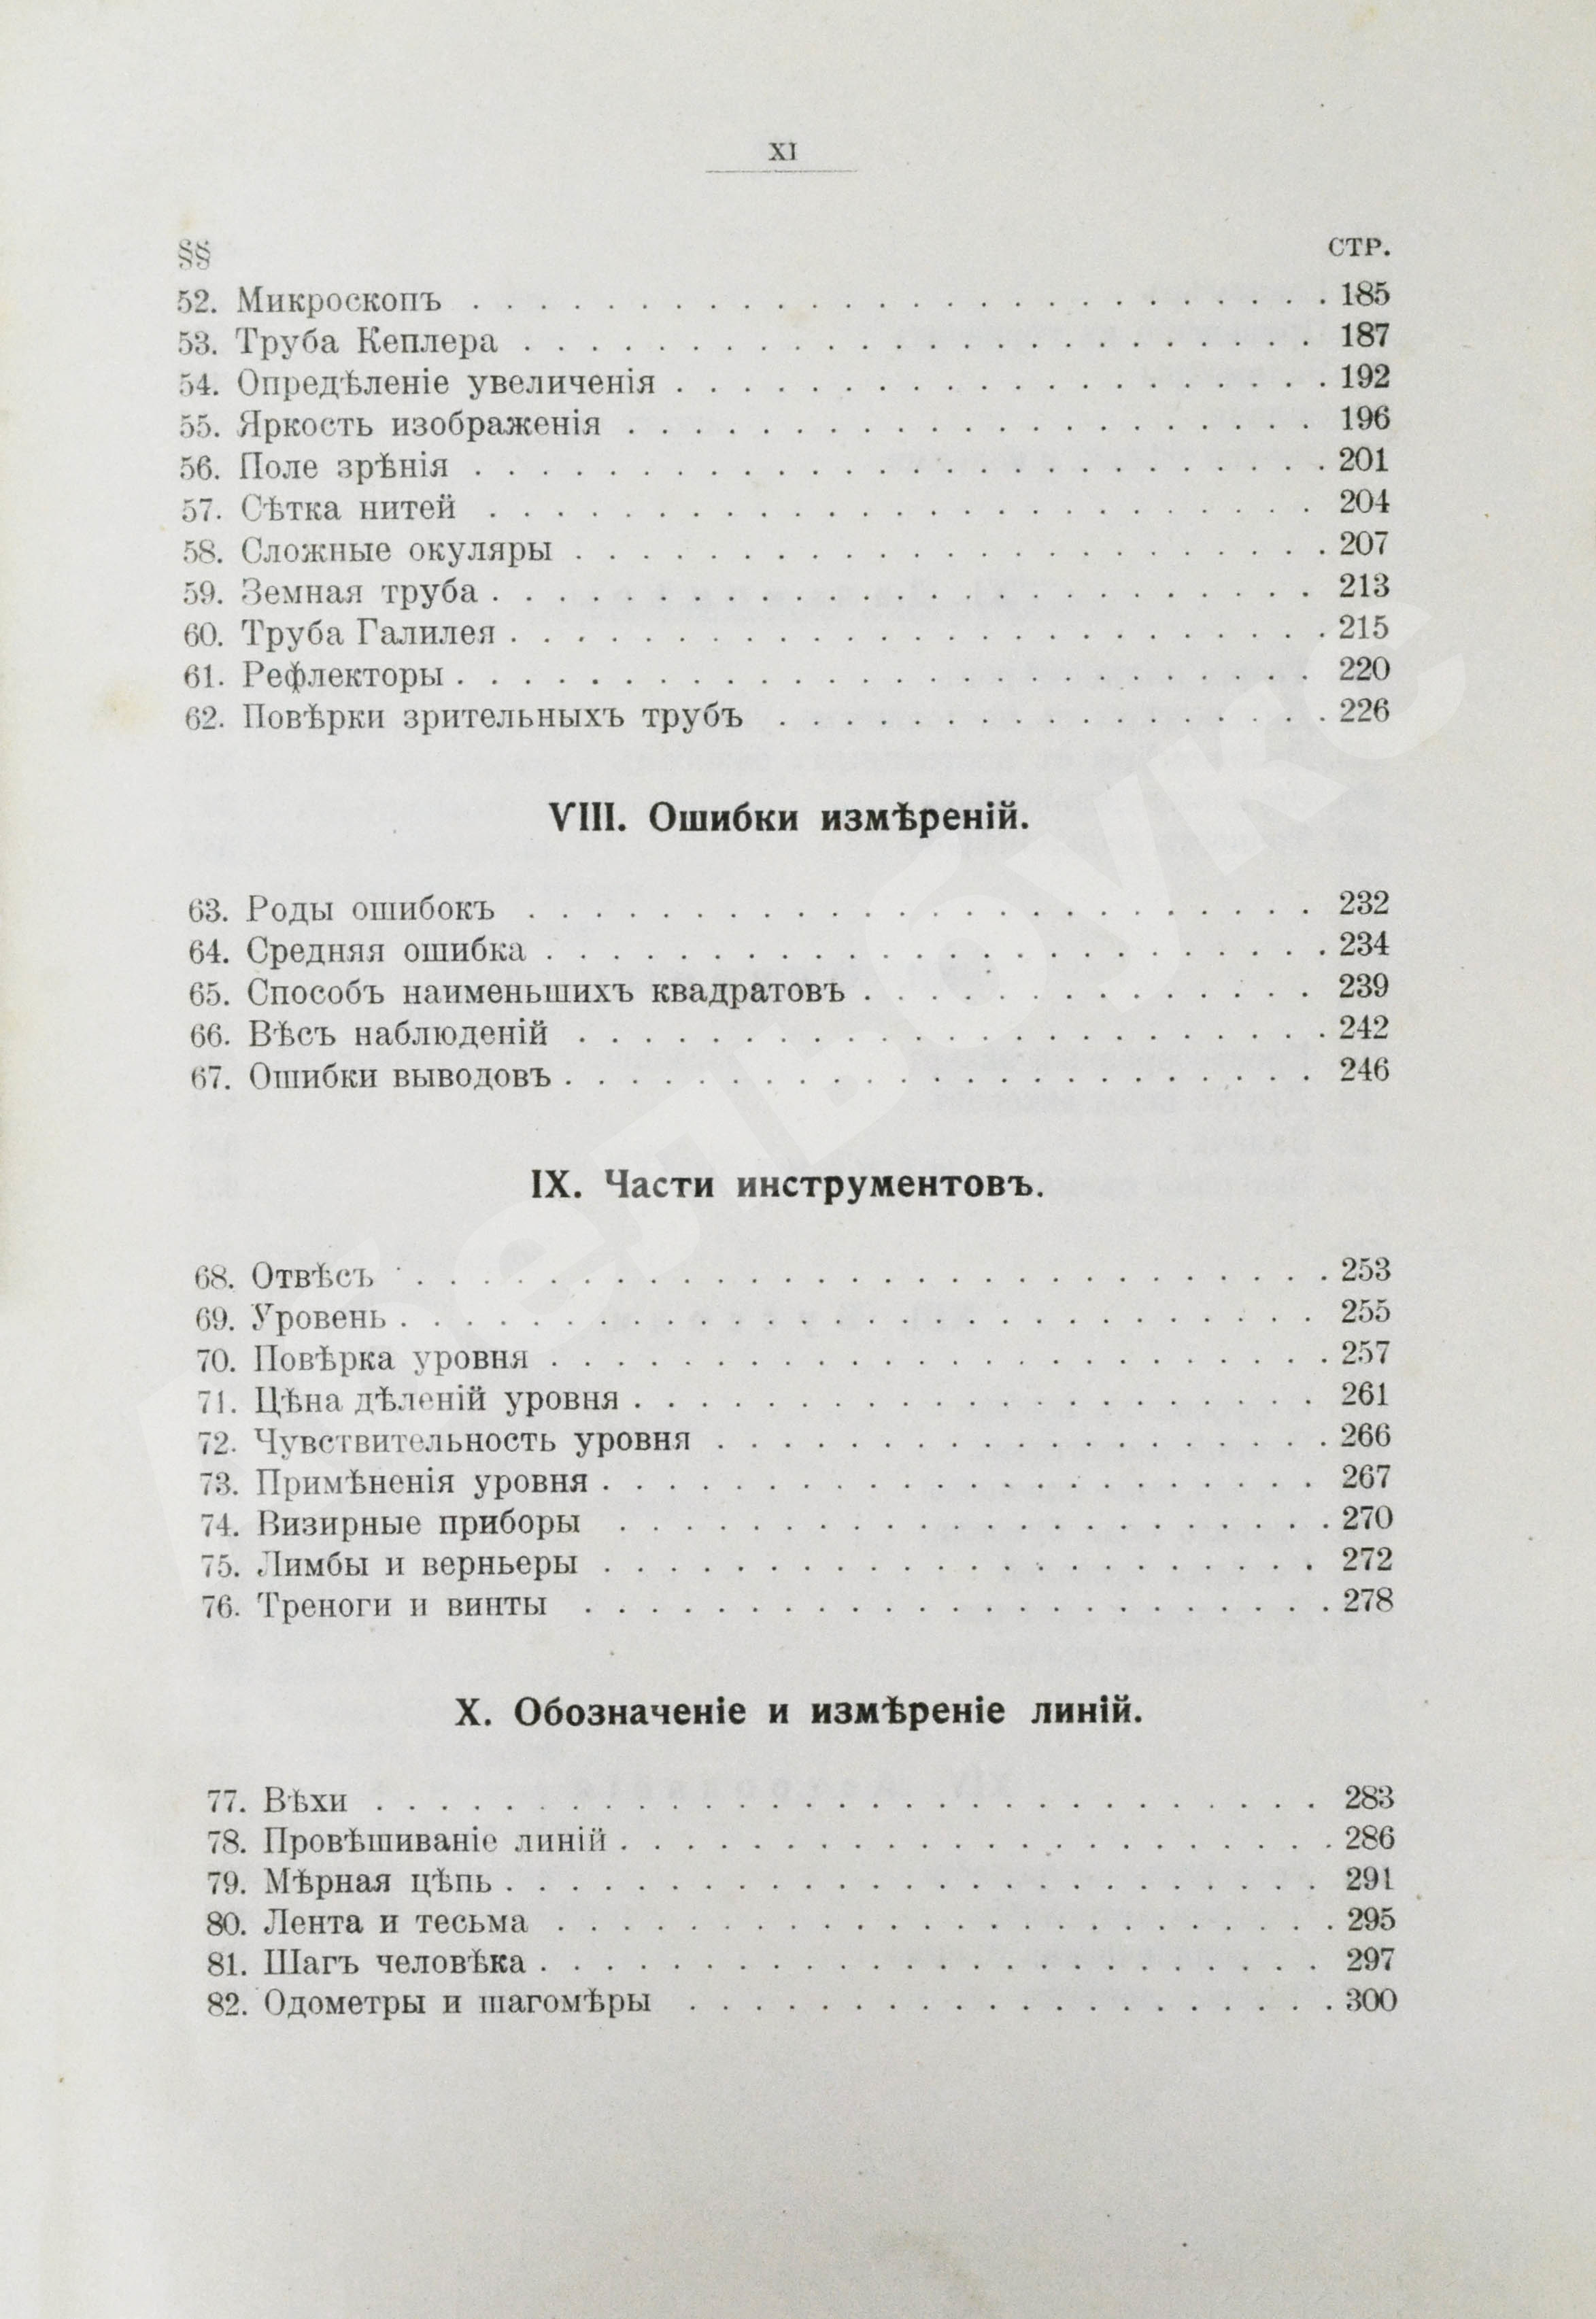 XI
§§ СТР.
52. Микроскопъ . . . . . . . . . . . . . . . . . . . . . . . . . . 185
53. Труба Кеплера . . . . . . . . . . . . . . . . . . . . . . . . 187
54. Опредѣленіе увеличенія . . . . . . . . . . . . . . . . . . . . 192
55. Яркость изображенія . . . . . . . . . . . . . . . . . . . . . 196
56. Поле зрѣнія . . . . . . . . . . . . . . . . . . . . . . . . . . 201
57. Сѣтка нитей . . . . . . . . . . . . . . . . . . . . . . . . . 204
58. Сложные окуляры . . . . . . . . . . . . . . . . . . . . . . . 207
59. Земная труба . . . . . . . . . . . . . . . . . . . . . . . . . 213
60. Труба Галилея . . . . . . . . . . . . . . . . . . . . . . . . . 215
61. Рефлекторы . . . . . . . . . . . . . . . . . . . . . . . . . . 220
62. Повѣрки зрительныхъ трубъ . . . . . . . . . . . . . . . . . 226
VIII. Ошибки измѣреній.
63. Роды ошибокъ . . . . . . . . . . . . . . . . . . . . . . . . 232
64. Средняя ошибка . . . . . . . . . . . . . . . . . . . . . . . . 234
65. Способъ наименьшихъ квадратовъ . . . . . . . . . . . . . . 239
66. Вѣсъ наблюденій . . . . . . . . . . . . . . . . . . . . . . . 242
67. Ошибки выводовъ . . . . . . . . . . . . . . . . . . . . . . . 246
IX. Части инструментовъ.
68. Отвѣсъ . . . . . . . . . . . . . . . . . . . . . . . . . . . . 253
69. Уровень . . . . . . . . . . . . . . . . . . . . . . . . . . . . 255
70. Повѣрка уровня . . . . . . . . . . . . . . . . . . . . . . . . 257
71. Цѣна дѣленій уровня . . . . . . . . . . . . . . . . . . . . . 261
72. Чувствительность уровня . . . . . . . . . . . . . . . . . . . 266
73. Примѣненія уровня . . . . . . . . . . . . . . . . . . . . . . 267
74. Визирные приборы . . . . . . . . . . . . . . . . . . . . . . 270
75. Лимбы и верньеры . . . . . . . . . . . . . . . . . . . . . . 272
76. Треноги и винты . . . . . . . . . . . . . . . . . . . . . . . 278
X. Обозначеніе и измѣреніе линій.
77. Вѣхи . . . . . . . . . . . . . . . . . . . . . . . . . . . . . 283
78. Провѣшиваніе линій . . . . . . . . . . . . . . . . . . . . . . 286
79. Мѣрная цѣпь . . . . . . . . . . . . . . . . . . . . . . . . . 291
80. Лента и тесьма . . . . . . . . . . . . . . . . . . . . . . . . 295
81. Шагъ человѣка . . . . . . . . . . . . . . . . . . . . . . . . 297
82. Одометры и шагомѣры . . . . . . . . . . . . . . . . . . . . 300